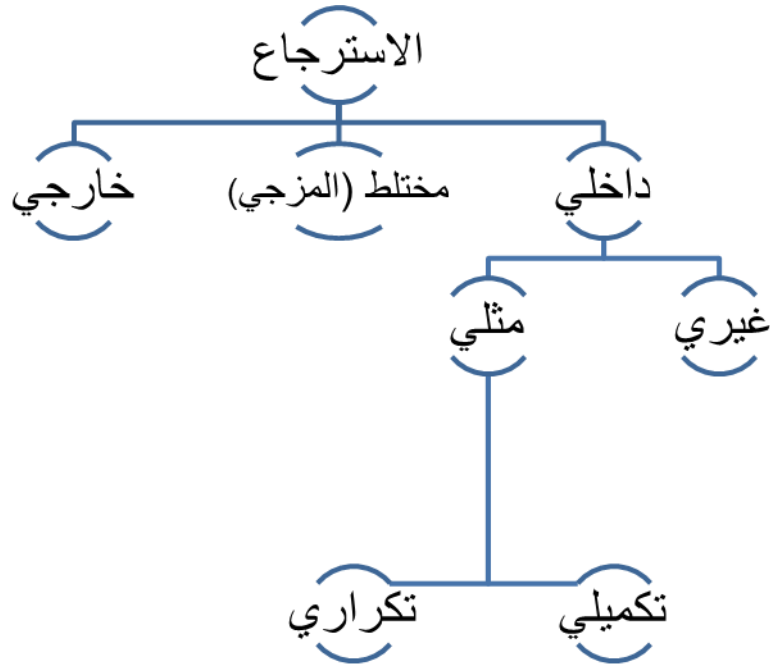 الاسترجاع
داخلي
مختلط (المزجي)
خارجي
غيري
مثلي
تكميلي
تكراري